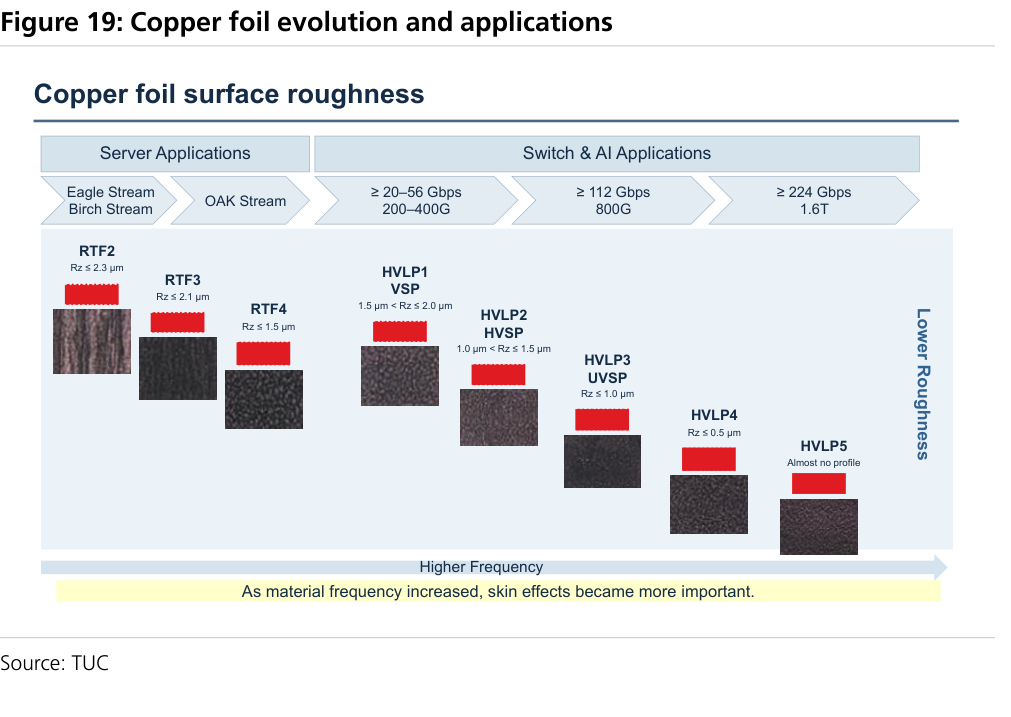 Figure 19: Copper foil evolution and applications
Copper foil surface roughness
Server Applications
Switch & AI Applications
Eagle Stream
Birch Stream
OAK Stream
≥ 20–56 Gbps
200–400G
≥ 112 Gbps
800G
≥ 224 Gbps
1.6T
RTF2
Rz ≤ 2.3 μm
RTF3
Rz ≤ 2.1 μm
RTF4
Rz ≤ 1.5 μm
HVLP1
VSP
1.5 μm < Rz ≤ 2.0 μm
HVLP2
HVSP
1.0 μm < Rz ≤ 1.5 μm
HVLP3
UVSP
Rz ≤ 1.0 μm
HVLP4
Rz ≤ 0.5 μm
HVLP5
Almost no profile
Lower Roughness
Higher Frequency
As material frequency increased, skin effects became more important.
Source: TUC